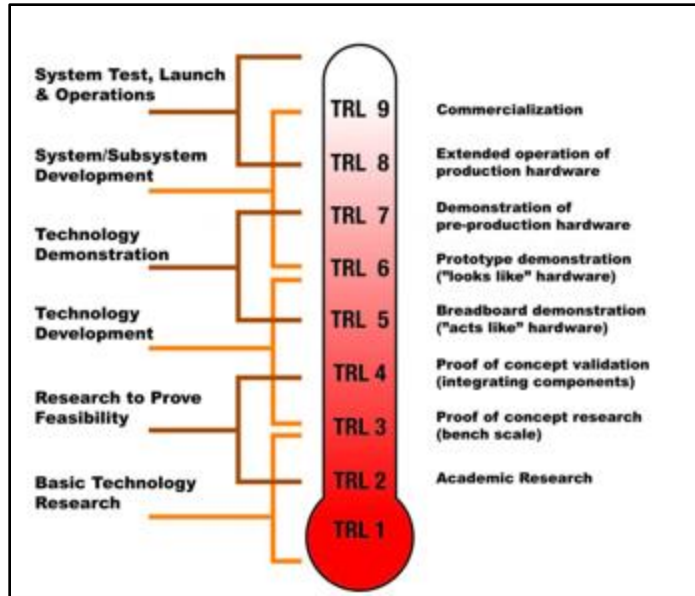 System Test, Launch
& Operations
System/Subsystem
Development
Technology
Demonstration
Technology
Development
Research to Prove
Feasibility
Basic Technology
Research
TRL 9
TRL 8
TRL 7
TRL 6
TRL 5
TRL 4
TRL 3
TRL 2
TRL 1
Commercialization
Extended operation of
production hardware
Demonstration of
pre-production hardware
Prototype demonstration
("looks like" hardware)
Breadboard demonstration
("acts like" hardware)
Proof of concept validation
(integrating components)
Proof of concept research
(bench scale)
Academic Research